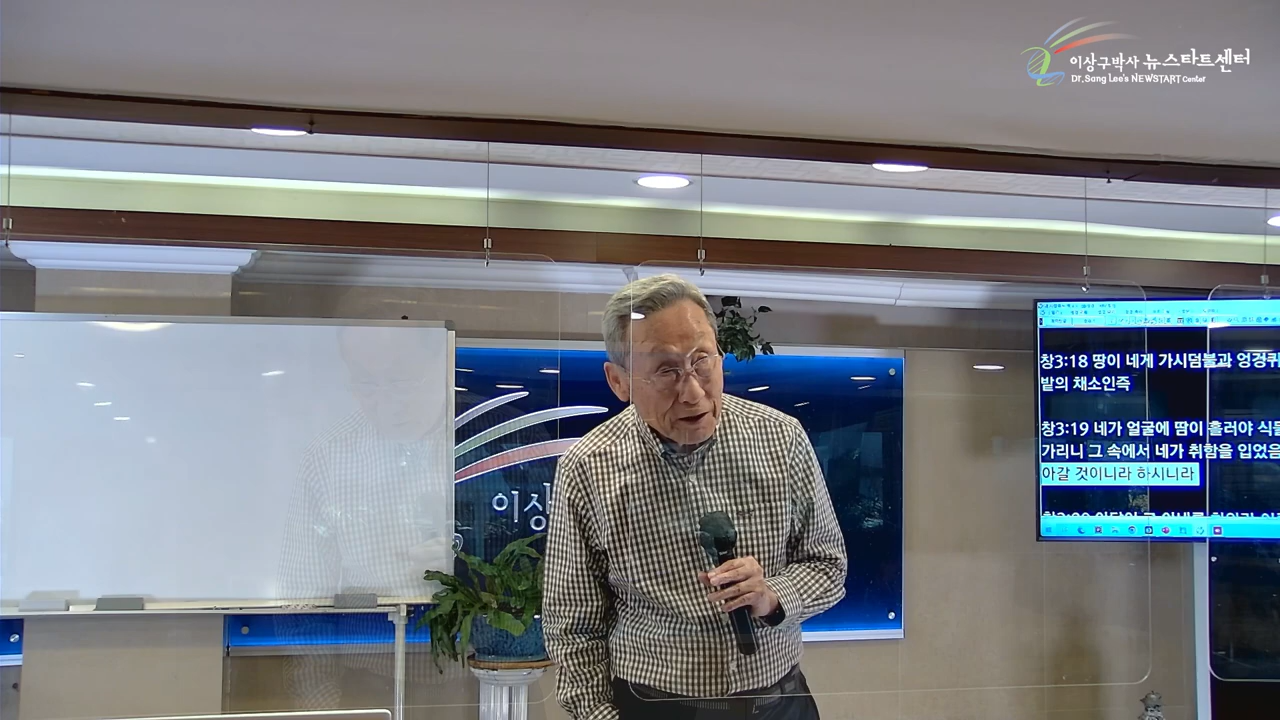 이상구박사 뉴스타트센터
Dr. Sang Lee's NEWSTART Center
이상
창3:18 땅이 네게 가시덤불과 엉겅퀴
밭의 채소인즉
창3:19 네가 얼굴에 땀이 흘러야 식물
가리니 그 속에서 네가 취함을 입었음
아갈 것이니라 하시니라